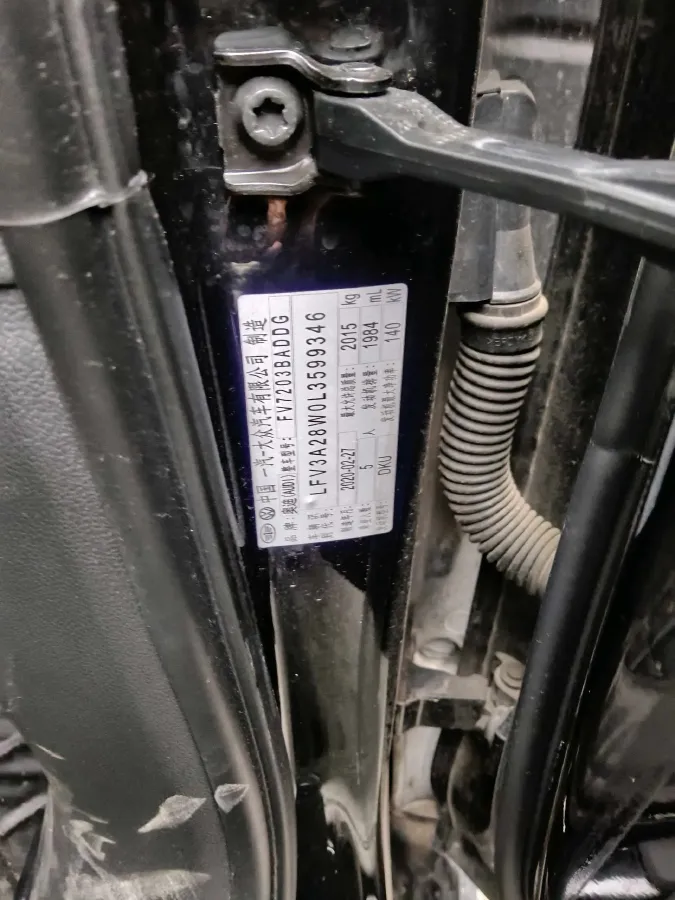 中国 一汽-大众汽车有限公司 制造
品 牌: 奥迪(AUDI) 整车型号: FV7203BADDG
LFV3A28W0L3599346
2020-02-27 最大允许总质量: 2015 kg
5 人 发动机排量: 1984 mL
DKU 发动机最大净功率: 140 KW